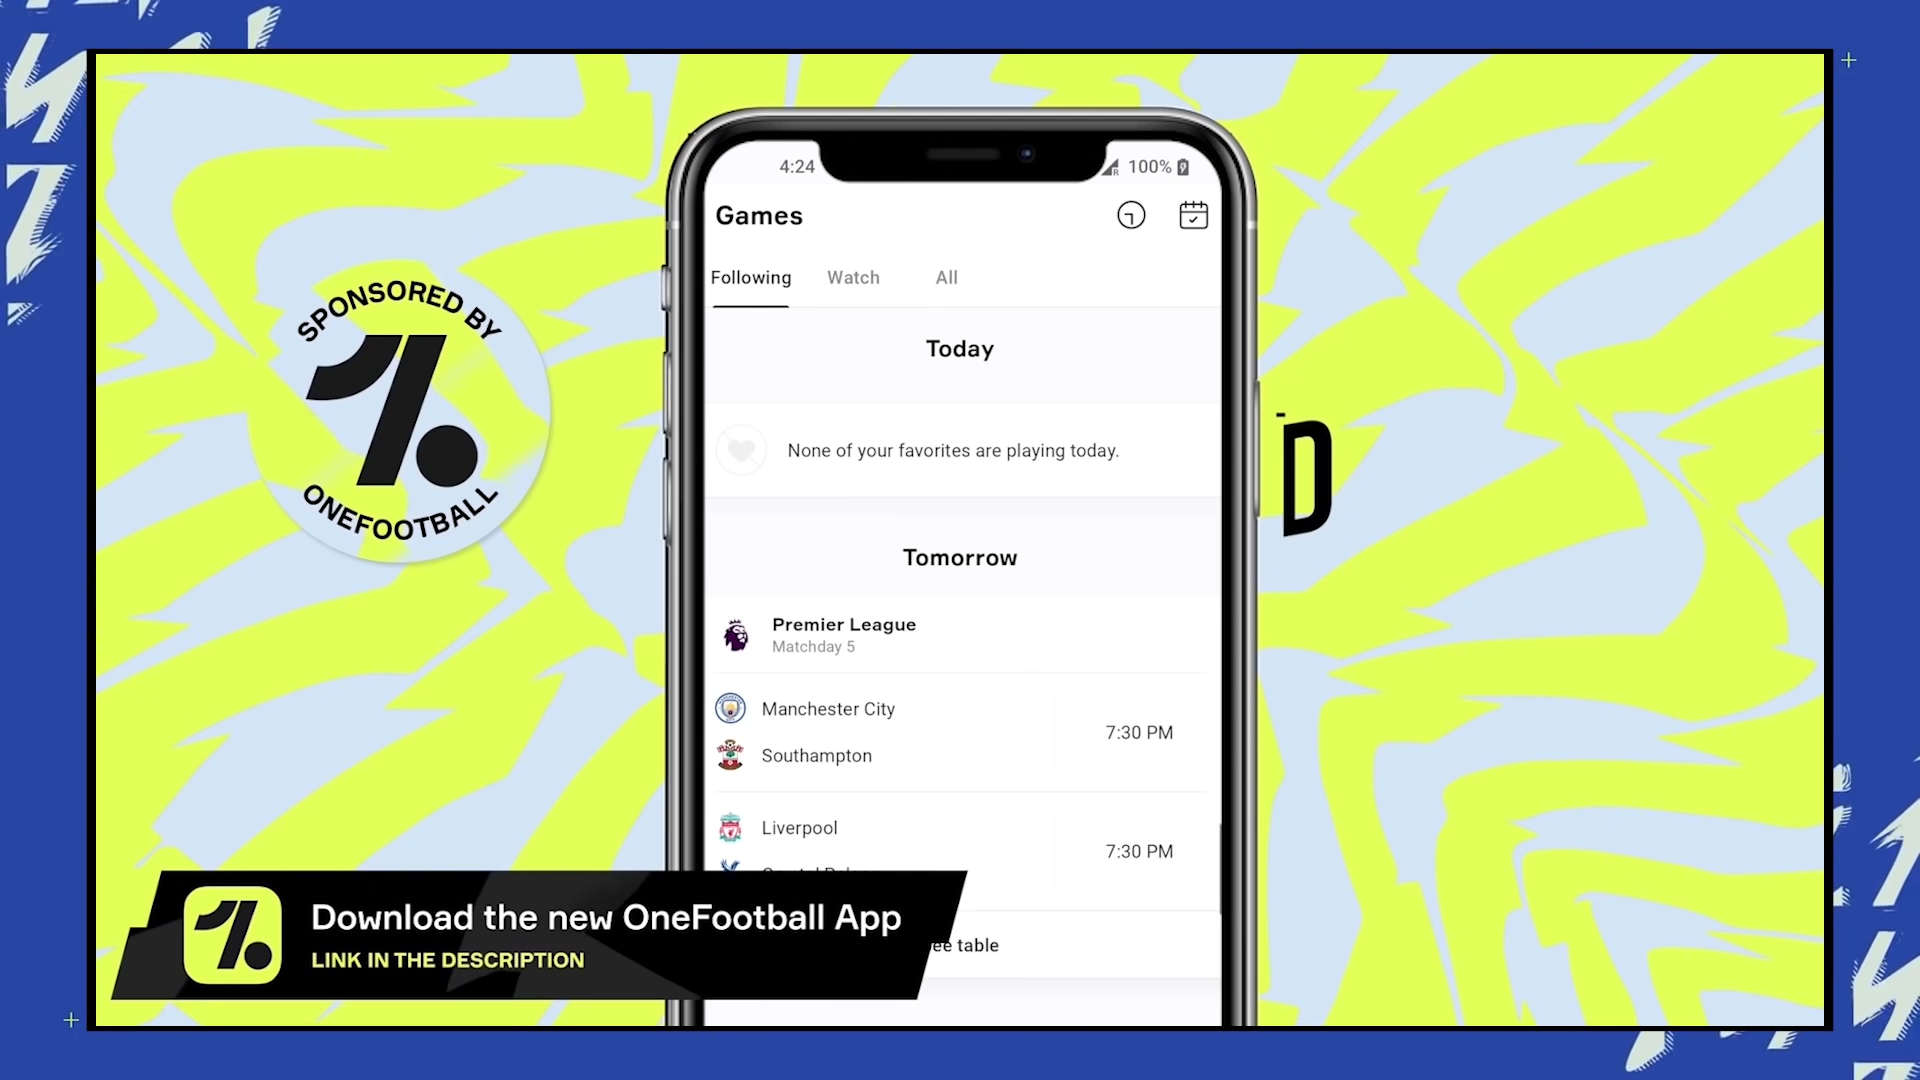 4:24
100%
Games
Following Watch All
Today
None of your favorites are playing today.
Tomorrow
Premier League
Matchday 5
Manchester City
7:30 PM
Southampton
Liverpool
7:30 PM
ee table
SPONSORED BY
ONEFOOTBALL
D
Download the new OneFootball App
LINK IN THE DESCRIPTION